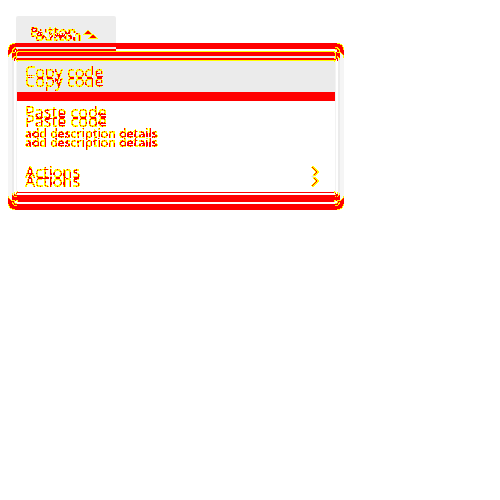 Button
Copy code
Paste code
add description details
Actions